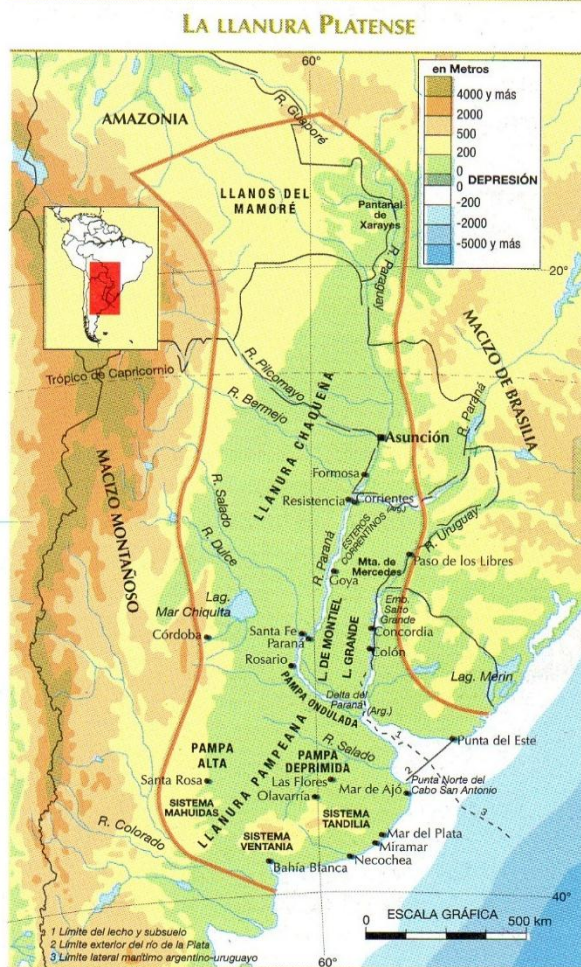 LA LLANURA PLATENSE
60°
en Metros
4000 y más
2000
500
200
0
0
DEPRESIÓN
-200
-2000
-5000 y más
AMAZONIA
R. Guaporé
LLANOS DEL
MAMORÉ
Pantanal
de
Xarayes
R. Paraguay
20°
Trópico de Capricornio
R. Pilcomayo
R. Bermejo
MACIZO DE BRASILIA
R. Paraná
Asunción
LLANURA CHAQUEÑA
Formosa
MACIZO MONTAÑOSO
R. Salado
Resistencia
Corrientes
(Arg.)
ESTEROS
CORRENTINOS
R. Uruguay
R. Dulce
R. Paraná
Mta. de
Mercedes
Paso de los Libres
Goya
Lag.
Mar Chiquita
Emb.
Salto
Grande
Córdoba
Santa Fe
Paraná
L. DE MONTIEL
L. GRANDE
Concordia
Colón
Rosario
Lag. Merin
PAMPA ONDULADA
Delta del
Paraná
(Arg.)
1
R. Salado
Punta del Este
PAMPA
ALTA
PAMPA
DEPRIMIDA
LLANURA PAMPEANA
Santa Rosa
Las Flores
Mar de Ajó
2
Punta Norte del
Cabo San Antonio
Olavarría
3
SISTEMA
MAHUIDAS
SISTEMA
TANDILIA
R. Colorado
SISTEMA
VENTANIA
Mar del Plata
Miramar
Necochea
Bahía Blanca
40°
0
ESCALA GRÁFICA
500 km
1 Límite del lecho y subsuelo
2 Límite exterior del río de la Plata
3 Límite lateral marítimo argentino-uruguayo
60°